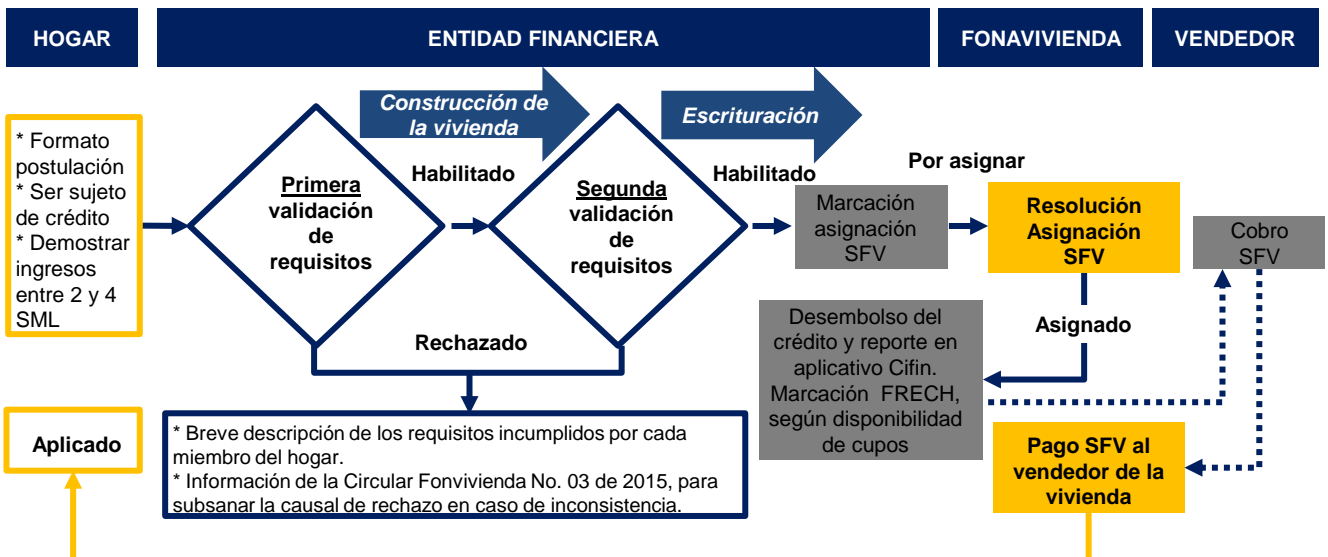 HOGAR
ENTIDAD FINANCIERA
FONAVIVIENDA
VENDEDOR
Construcción de
la vivienda
Escrituración
* Formato
postulación
* Ser sujeto
de crédito
* Demostrar
ingresos
entre 2 y 4
SML
Primera
validación
de
requisitos
Habilitado
Segunda
validación
de
requisitos
Habilitado
Marcación
asignación
SFV
Por asignar
Resolución
Asignación
SFV
Cobro
SFV
Rechazado
Desembolso del
crédito y reporte en
aplicativo Cifin.
Marcación FRECH,
según disponibilidad
de cupos
Asignado
Aplicado
* Breve descripción de los requisitos incumplidos por cada
miembro del hogar.
* Información de la Circular Fonvivienda No. 03 de 2015, para
subsanar la causal de rechazo en caso de inconsistencia.
Pago SFV al
vendedor de la
vivienda